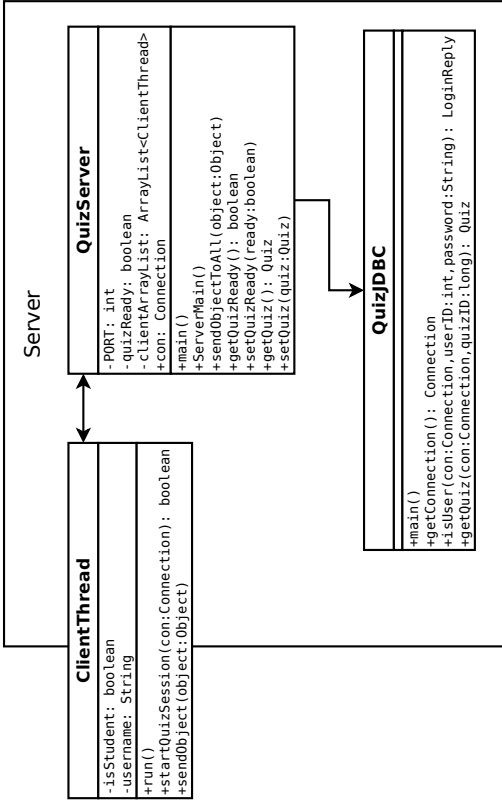 Server
ClientThread
-isStudent: boolean
-username: String
+run()
+startQuizSession(con:Connection): boolean
+sendObject(object:Object)
QuizServer
-PORT: int
-quizReady: boolean
-clientArrayList: ArrayList<ClientThread>
+con: Connection
+main()
+ServerMain()
+sendObjectToAll(object:Object)
+getQuizReady(): boolean
+setQuizReady(ready:boolean)
+getQuiz(): Quiz
+setQuiz(quiz:Quiz)
QuizJDBC
+main()
+getConnection(): Connection
+isUser(con:Connection,userID:int,password:String): LoginReply
+getQuiz(con:Connection,quizID:long): Quiz